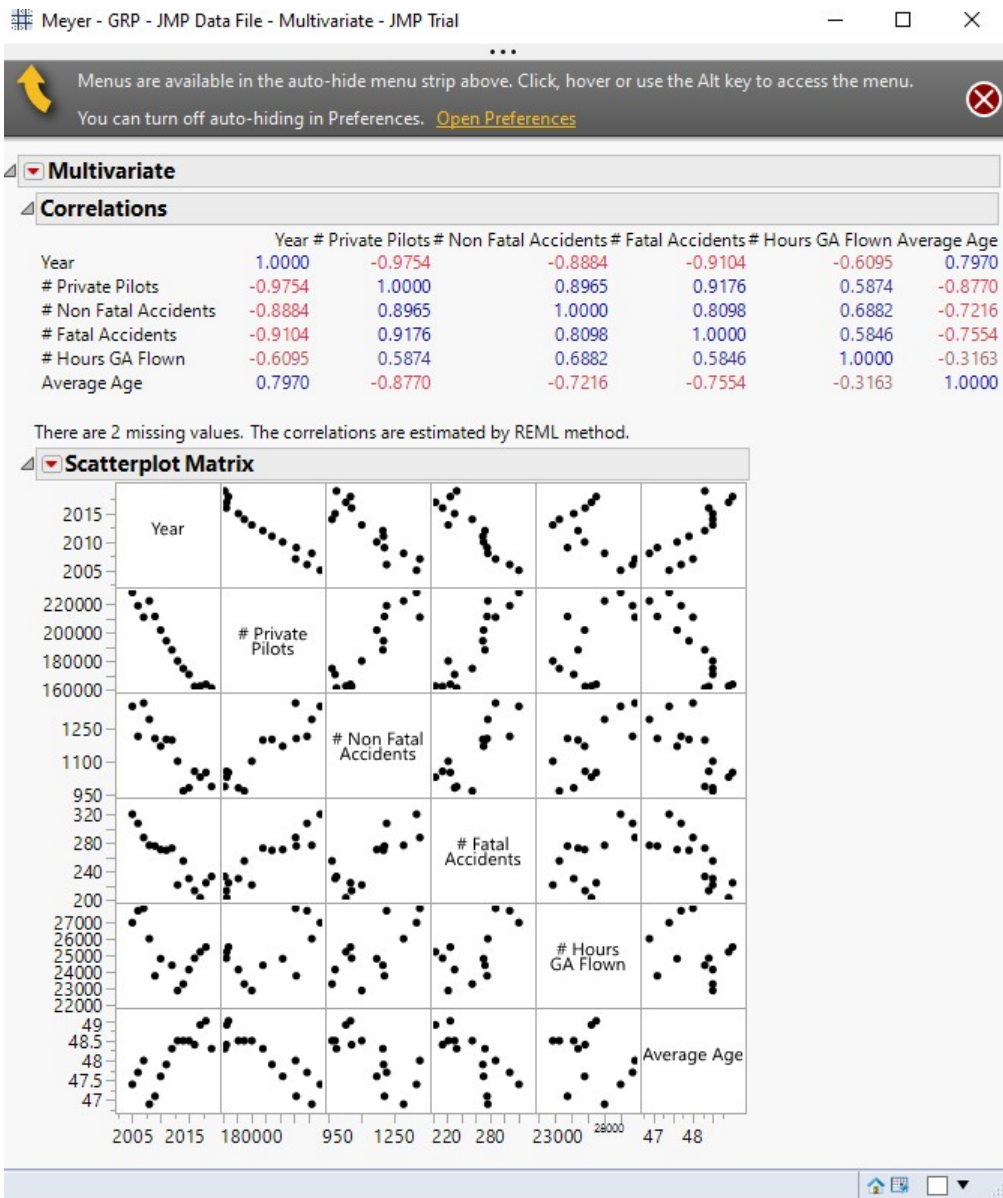 Meyer - GRP - JMP Data File - Multivariate - JMP Trial
Menus are available in the auto-hide menu strip above. Click, hover or use the Alt key to access the menu.
You can turn off auto-hiding in Preferences. Open Preferences
Multivariate
Correlations
Year # Private Pilots # Non Fatal Accidents # Fatal Accidents # Hours GA Flown Average Age
Year 1.0000 -0.9754 -0.8884 -0.9104 -0.6095 0.7970
# Private Pilots -0.9754 1.0000 0.8965 0.9176 0.5874 -0.8770
# Non Fatal Accidents -0.8884 0.8965 1.0000 0.8098 0.6882 -0.7216
# Fatal Accidents -0.9104 0.9176 0.8098 1.0000 0.5846 -0.7554
# Hours GA Flown -0.6095 0.5874 0.6882 0.5846 1.0000 -0.3163
Average Age 0.7970 -0.8770 -0.7216 -0.7554 -0.3163 1.0000
There are 2 missing values. The correlations are estimated by REML method.
Scatterplot Matrix
2015
Year
2010
2005
220000
200000
# Private
Pilots
180000
160000
1250
# Non Fatal
Accidents
1100
950
320
280
# Fatal
Accidents
240
200
27000
26000
25000
# Hours
GA Flown
24000
23000
22000
49
48.5
48
Average Age
47.5
47
2005 2015 180000 950 1250 220 280 23000 28000 47 48